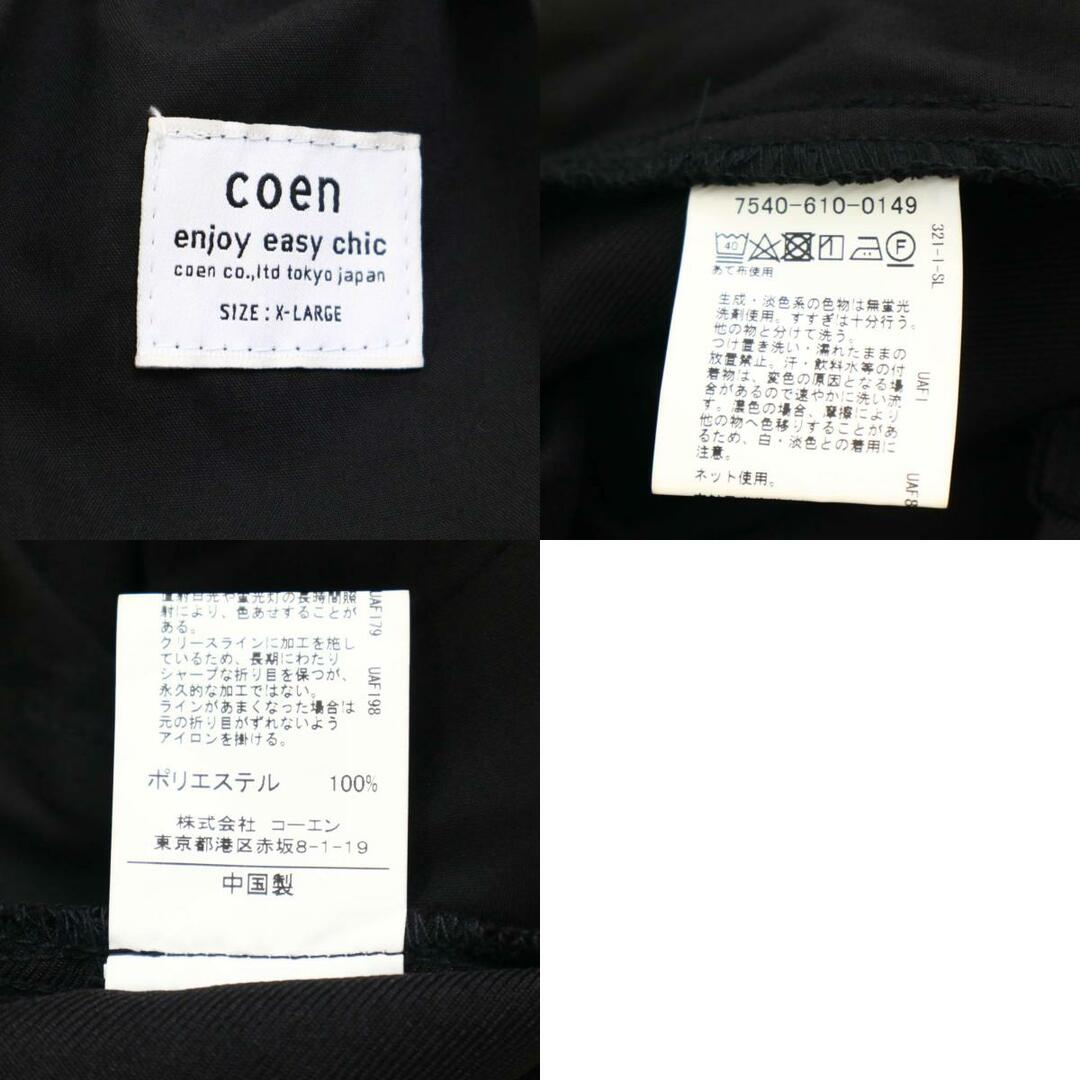 coen
enjoy easy chic
coen co.,ltd tokyo japan
SIZE : X-LARGE
7540-610-0149
40
F
あて布使用
生成・淡色系の色物は無蛍光
洗剤使用。すすぎは十分行う。
他の物と分けて洗う。
つけ置き洗い・濡れたままの
放置禁止。汗・飲料水等の付
着物は、変色の原因となる場
合があるので速やかに洗い流
す。濃色の場合、摩擦により
他の物へ色移りすることがあ
るため、白・淡色との着用に
注意。
ネット使用。
321-1-SL
UAF1
UAF8
直射日光や蛍光灯の長時間照
射により、色あせすることが
ある。
クリースラインに加工を施し
ているため、長期にわたり
シャープな折り目を保つが、
永久的な加工ではない。
ラインがあまくなった場合は
元の折り目がずれないよう
アイロンを掛ける。
UAF179
UAF198
ポリエステル 100%
株式会社 コーエン
東京都港区赤坂8-1-19
中国製